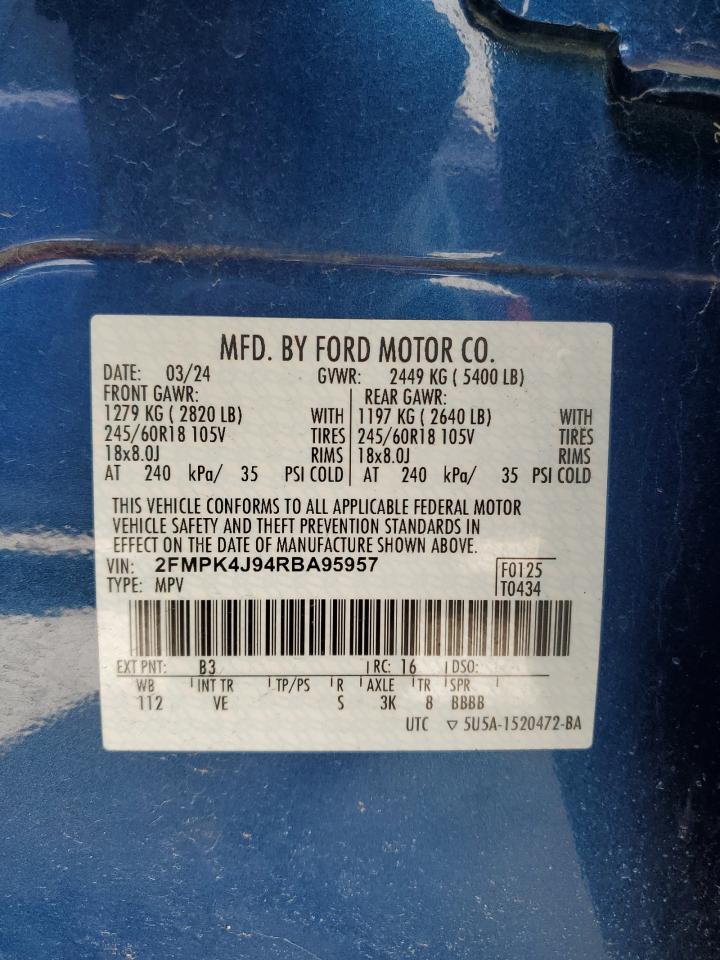 MFD. BY FORD MOTOR CO.
DATE: 03/24 GVWR: 2449 KG ( 5400 LB)
FRONT GAWR: REAR GAWR:
1279 KG ( 2820 LB) WITH 1197 KG ( 2640 LB) WITH
245/60R18 105V TIRES 245/60R18 105V TIRES
18x8.0J RIMS 18x8.0J RIMS
AT 240 kPa/ 35 PSI COLD AT 240 kPa/ 35 PSI COLD
THIS VEHICLE CONFORMS TO ALL APPLICABLE FEDERAL MOTOR
VEHICLE SAFETY AND THEFT PREVENTION STANDARDS IN
EFFECT ON THE DATE OF MANUFACTURE SHOWN ABOVE.
VIN: 2FMPK4J94RBA95957 F0125
TYPE: MPV T0434
EXT PNT: B3 RC: 16 DSO:
WB INT TR TP/PS R AXLE TR SPR
112 VE S 3K 8 BBBB
UTC ▽ 5U5A-1520472-BA